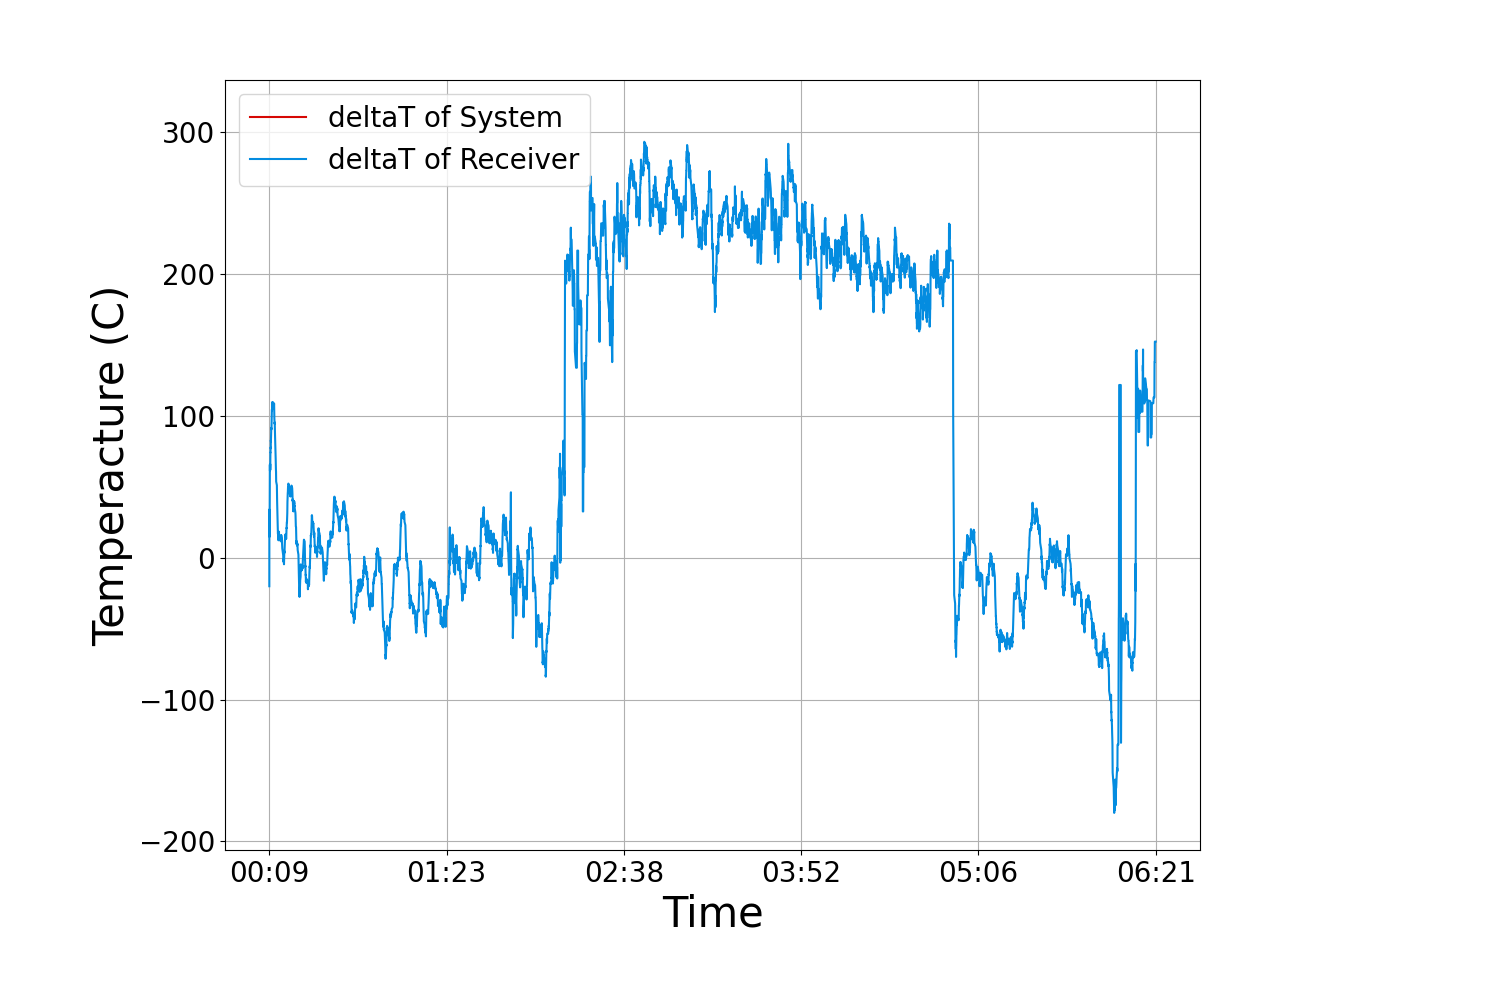 deltaT of System
deltaT of Receiver
300
200
100
0
−100
−200
Temperacture (C)
00:09 01:23 02:38 03:52 05:06 06:21
Time